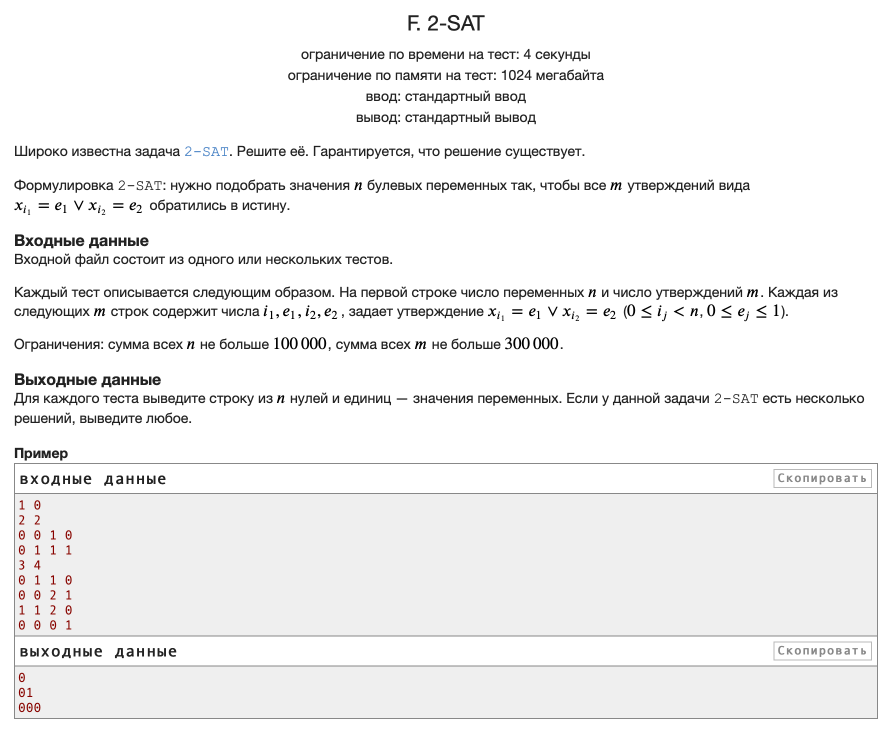 F. 2-SAT
ограничение по времени на тест: 4 секунды
ограничение по памяти на тест: 1024 мегабайта
ввод: стандартный ввод
вывод: стандартный вывод
Широко известна задача 2-SAT. Решите её. Гарантируется, что решение существует.
Формулировка 2-SAT: нужно подобрать значения n булевых переменных так, чтобы все m утверждений вида
x_{i_1} = e_1 ∨ x_{i_2} = e_2 обратились в истину.
Входные данные
Входной файл состоит из одного или нескольких тестов.
Каждый тест описывается следующим образом. На первой строке число переменных n и число утверждений m. Каждая из
следующих m строк содержит числа i_1, e_1, i_2, e_2, задает утверждение x_{i_1} = e_1 ∨ x_{i_2} = e_2 (0 ≤ i_j < n, 0 ≤ e_j ≤ 1).
Ограничения: сумма всех n не больше 100 000, сумма всех m не больше 300 000.
Выходные данные
Для каждого теста выведите строку из n нулей и единиц — значения переменных. Если у данной задачи 2-SAT есть несколько
решений, выведите любое.
Пример
входные данные
Скопировать
1 0
2 2
0 0 1 0
0 1 1 1
3 4
0 1 1 0
0 0 2 1
1 1 2 0
0 0 0 1
выходные данные
Скопировать
0
01
000